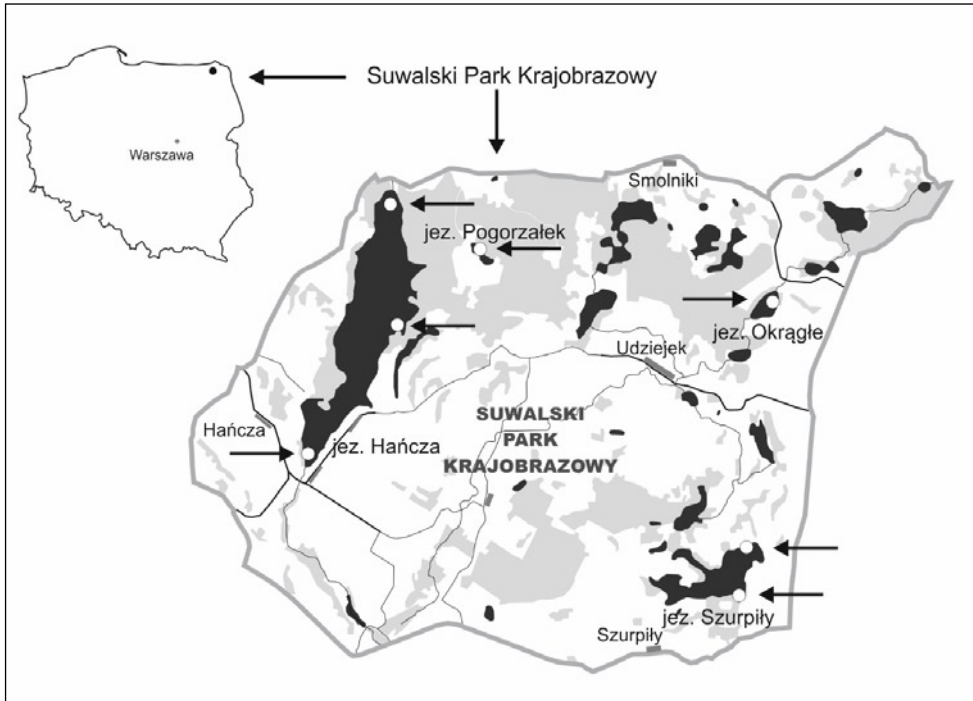 Suwalski Park Krajobrazowy
Warszawa
Smolniki
jez. Pogorzałek
jez. Okrągłe
Udziejek
SUWALSKI
PARK
KRAJOBRAZOWY
Hańcza
jez. Hańcza
jez. Szurpiły
Szurpiły